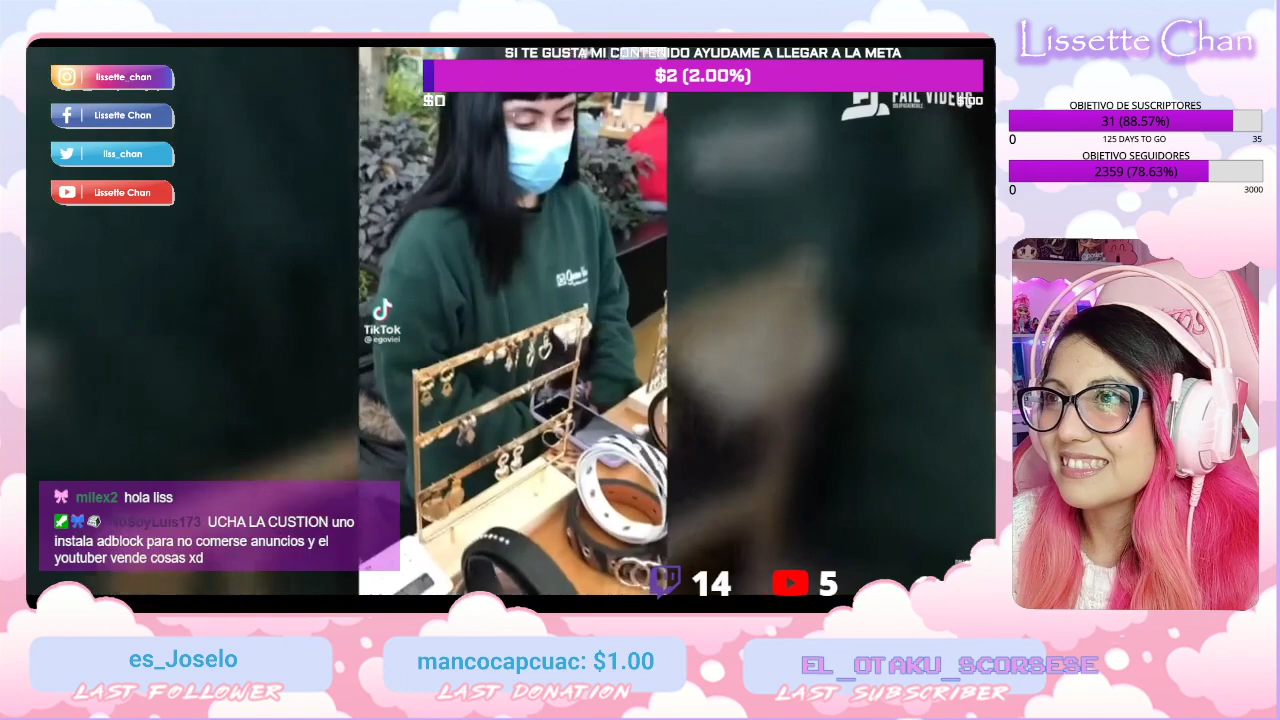 Lissette Chan
SI TE GUSTA MI CONTENIDO AYUDAME A LLEGAR A LA META
$2 (2.00%)
$0
$100
FAIL VIDEOS
lissette_chan
Lissette Chan
liss_chan
Lissette Chan
OBJETIVO DE SUSCRIPTORES
31 (88.57%)
0
125 DAYS TO GO
35
OBJETIVO SEGUIDORES
2359 (78.63%)
0
3000
TikTok
@egoviei
milex2 hola liss
YoSoyLuis173 UCHA LA CUSTION uno
instala adblock para no comerse anuncios y el
youtuber vende cosas xd
14
5
es_Joselo
LAST FOLLOWER
mancocapcuac: $1.00
LAST DONATION
EL_OTAKU_SCORSESE
LAST SUBSCRIBER